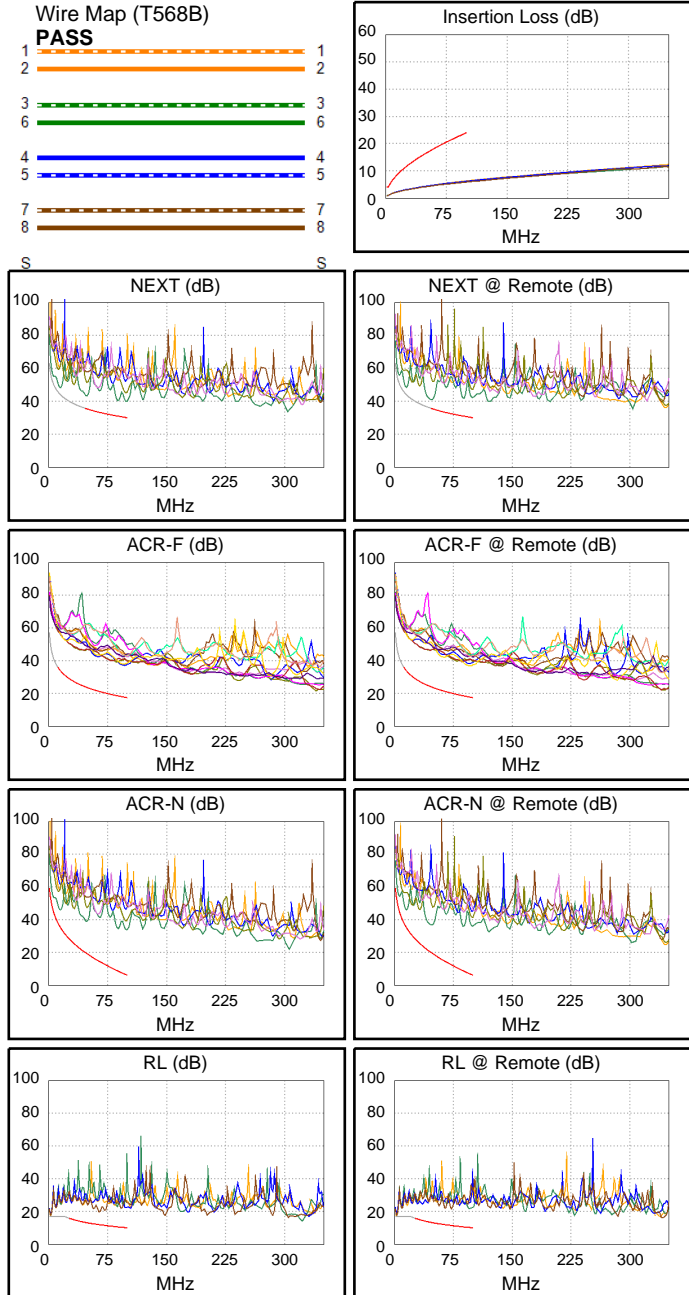 Wire Map (T568B)
PASS
1 1
2 2
3 3
6 6
4 4
5 5
7 7
8 8
S S
Insertion Loss (dB)
60
50
40
30
20
10
0
0 75 150 225 300
MHz
NEXT (dB)
100
80
60
40
20
0
0 75 150 225 300
MHz
NEXT @ Remote (dB)
100
80
60
40
20
0
0 75 150 225 300
MHz
ACR-F (dB)
100
80
60
40
20
0
0 75 150 225 300
MHz
ACR-F @ Remote (dB)
100
80
60
40
20
0
0 75 150 225 300
MHz
ACR-N (dB)
100
80
60
40
20
0
0 75 150 225 300
MHz
ACR-N @ Remote (dB)
100
80
60
40
20
0
0 75 150 225 300
MHz
RL (dB)
100
80
60
40
20
0
0 75 150 225 300
MHz
RL @ Remote (dB)
100
80
60
40
20
0
0 75 150 225 300
MHz